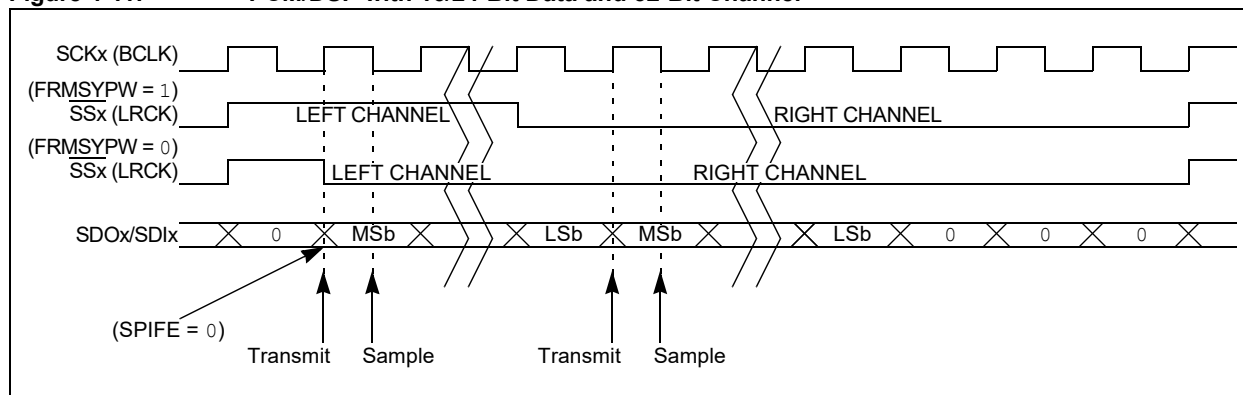 SCKx (BCLK)
(FRMSYPW = 1)
SSx (LRCK)
LEFT CHANNEL
RIGHT CHANNEL
(FRMSYPW = 0)
SSx (LRCK)
LEFT CHANNEL
RIGHT CHANNEL
SDOx/SDIx
0
MSb
LSb
MSb
LSb
0
0
0
(SPIFE = 0)
Transmit
Sample
Transmit
Sample